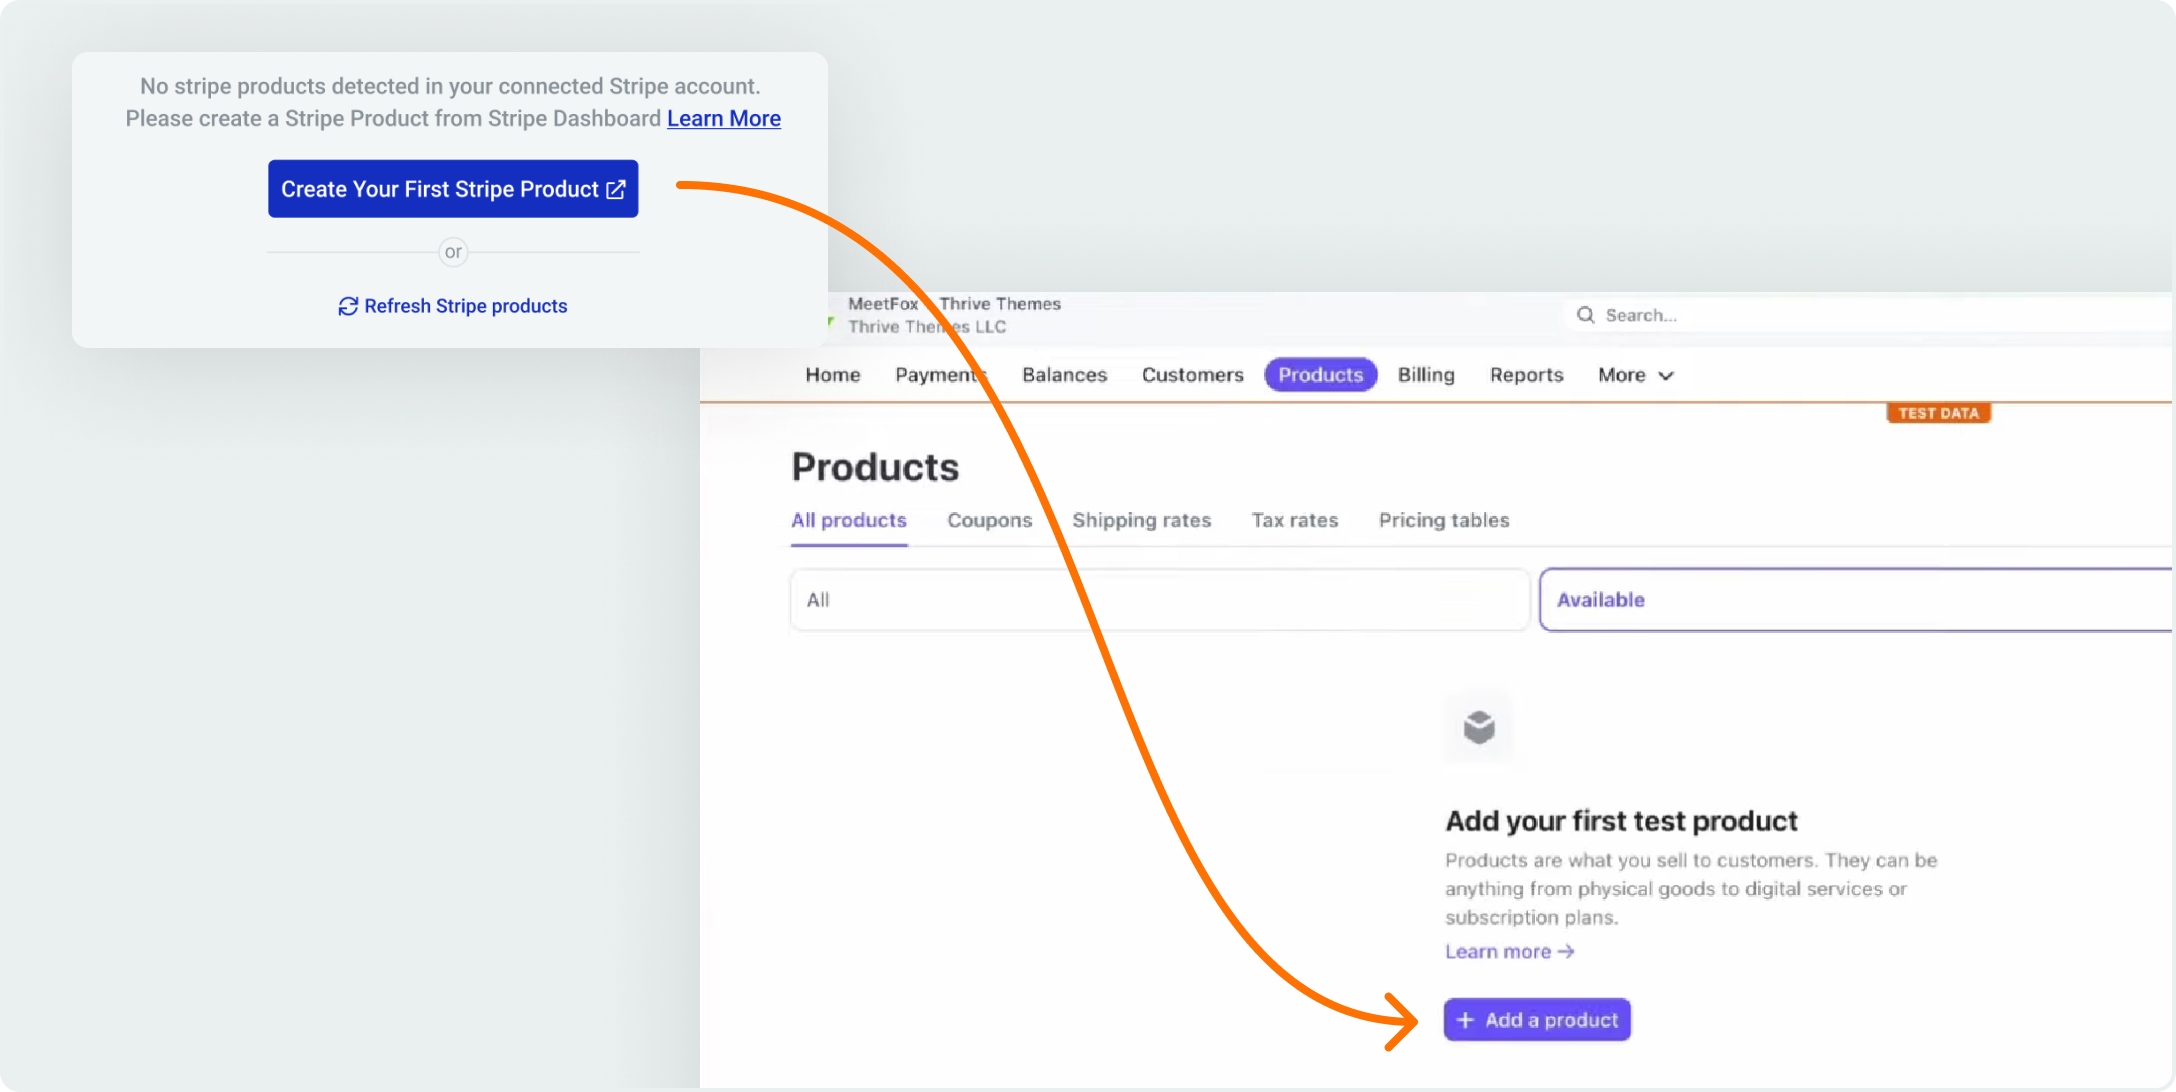 No stripe products detected in your connected Stripe account.
Please create a Stripe Product from Stripe Dashboard Learn More
Create Your First Stripe Product
or
Refresh Stripe products
MeetFox - Thrive Themes
Thrive Themes LLC
Search...
Home Payments Balances Customers Products Billing Reports More
TEST DATA
Products
All products Coupons Shipping rates Tax rates Pricing tables
All
Available
Add your first test product
Products are what you sell to customers. They can be
anything from physical goods to digital services or
subscription plans.
Learn more →
+ Add a product